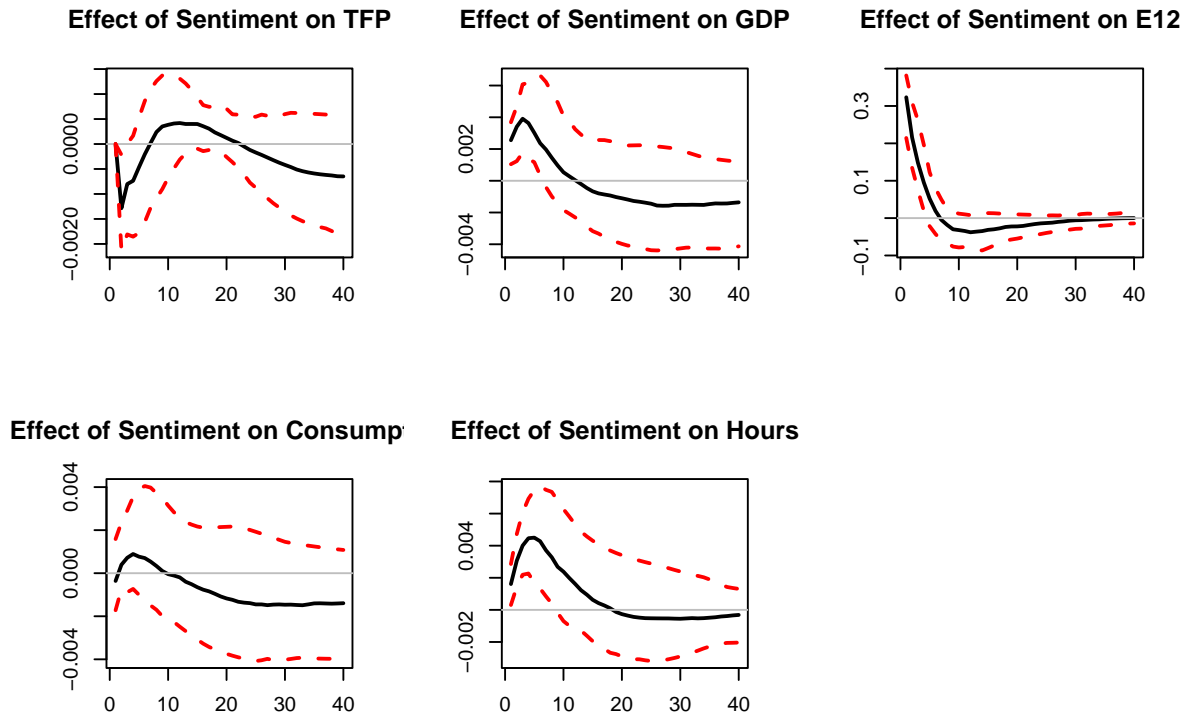 Effect of Sentiment on TFP
Effect of Sentiment on GDP
Effect of Sentiment on E12
0.0000
−0.0020
0 10 20 30 40
0.002
−0.004
0 10 20 30 40
0.3
0.1
−0.1
0 10 20 30 40
Effect of Sentiment on Consump
Effect of Sentiment on Hours
0.004
0.000
−0.004
0 10 20 30 40
0.004
−0.002
0 10 20 30 40